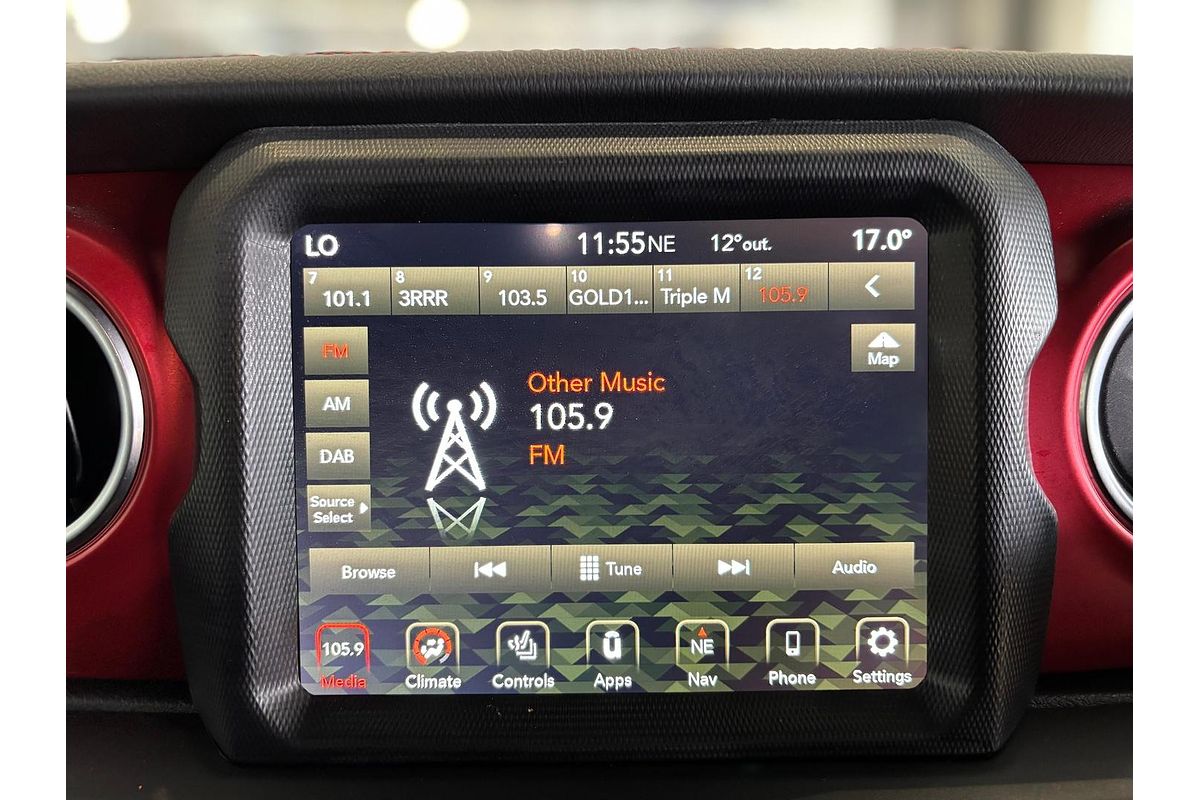 LO 11:55 NE 12° out. 17.0°
7 8 9 10 11 12
101.1 3RRR 103.5 GOLD1... Triple M 105.9
FM
Map
AM
DAB
Source
Select
Other Music
105.9
FM
Browse Tune Audio
105.9 NE
Media Climate Controls Apps Nav Phone Settings